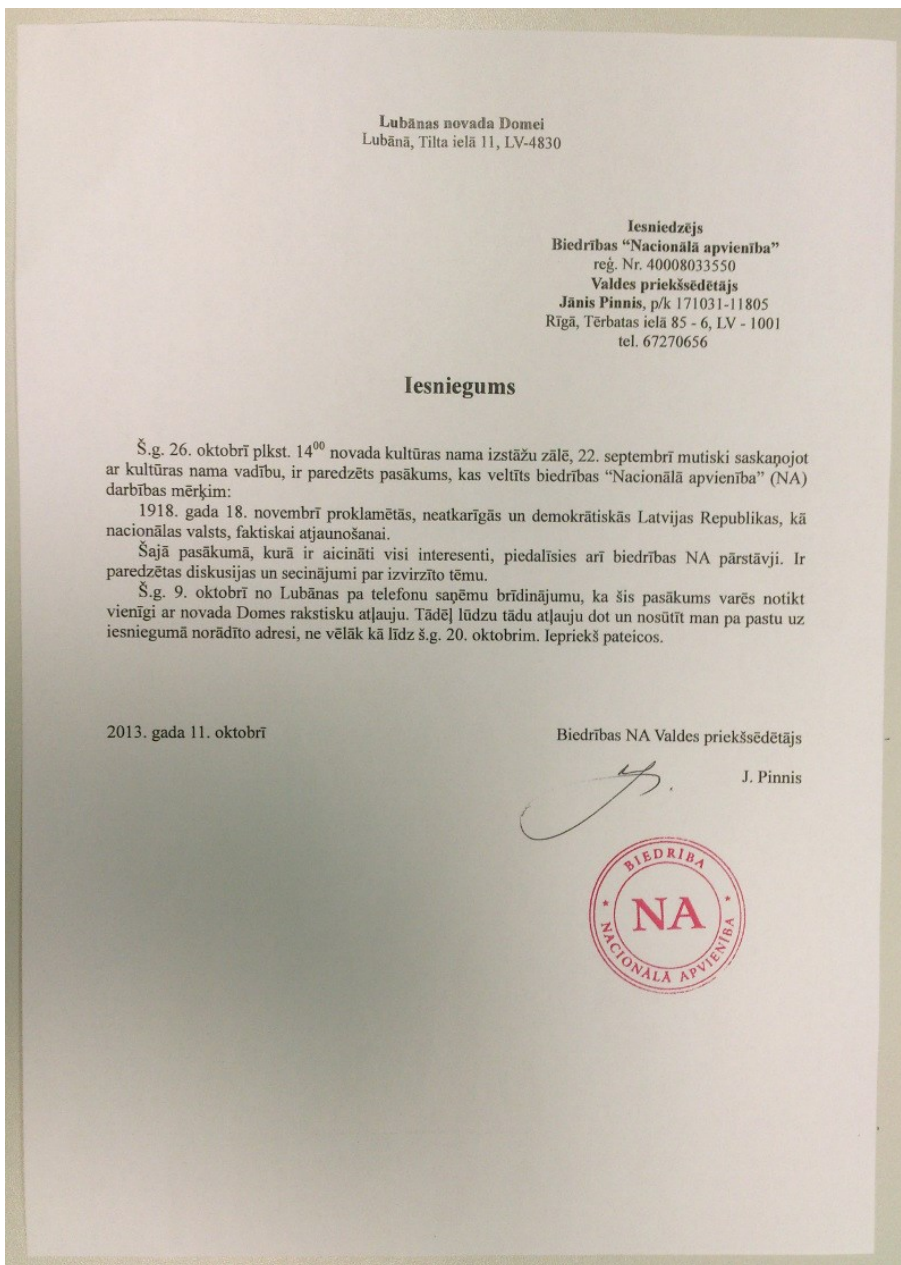 Lubānas novada Domei
Lubānā, Tilta ielā 11, LV-4830
Iesniedzējs
Biedrības “Nacionālā apvienība”
reģ. Nr. 40008033550
Valdes priekšsēdētājs
Jānis Pinnis, p/k 171031-11805
Rīgā, Tērbatas ielā 85 - 6, LV - 1001
tel. 67270656
Iesniegums
Š.g. 26. oktobrī plkst. 14⁰⁰ novada kultūras nama izstāžu zālē, 22. septembrī mutiski saskaņojot
ar kultūras nama vadību, ir paredzēts pasākums, kas veltīts biedrības “Nacionālā apvienība” (NA)
darbības mērķim:
1918. gada 18. novembrī proklamētās, neatkarīgās un demokrātiskās Latvijas Republikas, kā
nacionālas valsts, faktiskai atjaunošanai.
Šajā pasākumā, kurā ir aicināti visi interesenti, piedalīsies arī biedrības NA pārstāvji. Ir
paredzētas diskusijas un secinājumi par izvirzīto tēmu.
Š.g. 9. oktobrī no Lubānas pa telefonu saņēmu brīdinājumu, ka šis pasākums varēs notikt
vienīgi ar novada Domes rakstisku atļauju. Tādēļ lūdzu tādu atļauju dot un nosūtīt man pa pastu uz
iesniegumā norādīto adresi, ne vēlāk kā līdz š.g. 20. oktobrim. Iepriekš pateicos.
2013. gada 11. oktobrī
Biedrības NA Valdes priekšsēdētājs
J. Pinnis
BIEDRĪBA
NA
NACIONĀLĀ APVIENĪBA